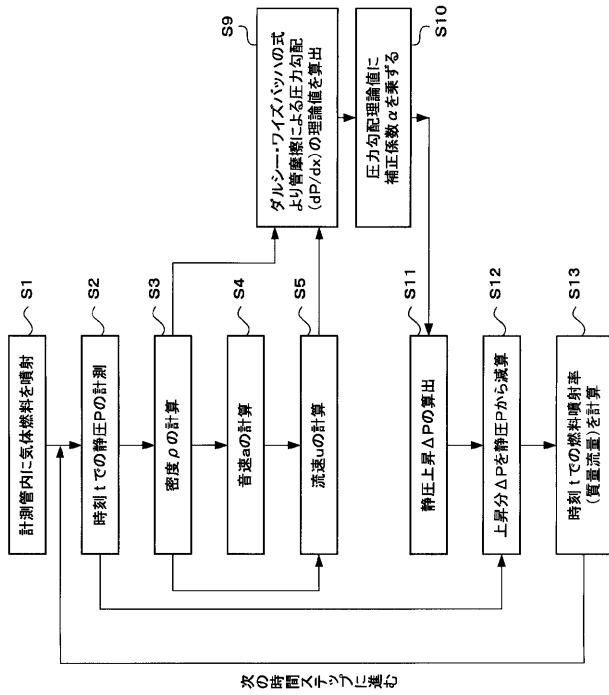 S1
計測管内に気体燃料を噴射
S2
時刻tでの静圧Pの計測
S3
密度ρの計算
S4
音速aの計算
S5
流速uの計算
S9
ダルシー・ワイズバッハの式
より管摩擦による圧力勾配
(dP/dx)の理論値を算出
S10
圧力勾配理論値に
補正係数αを乗ずる
S11
静圧上昇ΔPの算出
S12
上昇分ΔPを静圧Pから減算
S13
時刻tでの燃料噴射率
(質量流量)を計算
次の時間ステップに進む